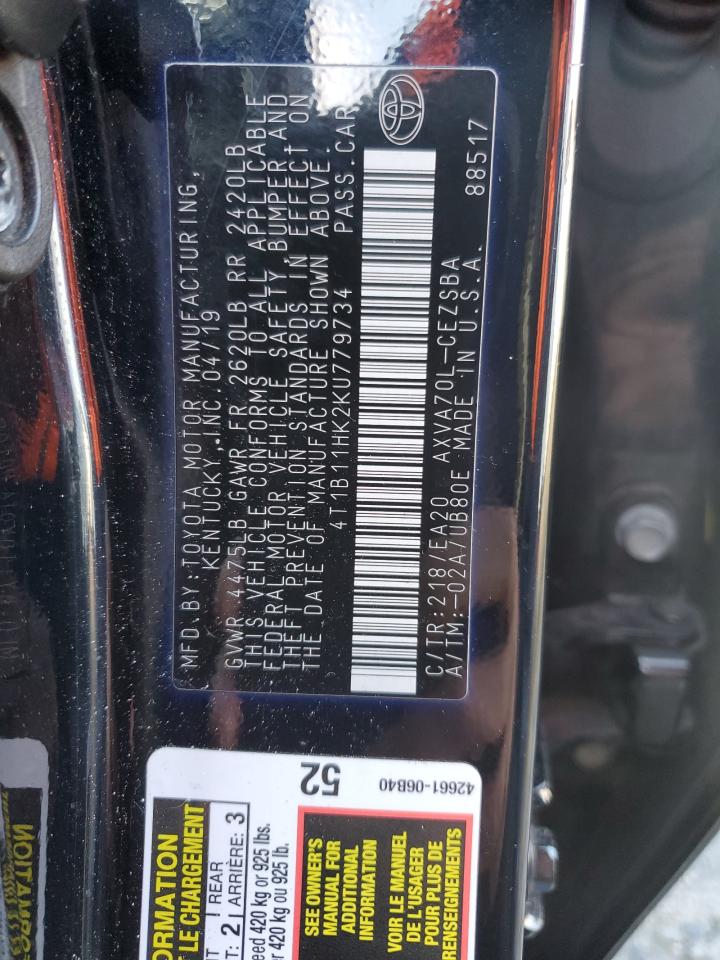 MFD.BY:TOYOTA MOTOR MANUFACTURING,
KENTUCKY,INC. 04/19
GVWR 4475LB GAWR FR 2620LB RR 2420LB
THIS VEHICLE CONFORMS TO ALL APPLICABLE
FEDERAL MOTOR VEHICLE SAFETY BUMPER AND
THEFT PREVENTION STANDARDS IN EFFECT ON
THE DATE OF MANUFACTURE SHOWN ABOVE.
4T1B11HK2KU779734 PASS.CAR
C/TR:218/EA20 AXVA70L-CEZSBA
A/TM:-02A/UB80E MADE IN U.S.A. 88517
52
42661-06B40
LE CHARGEMENT
REAR
2 ARRIÈRE: 3
420 kg or 925 lbs.
420 kg ou 925 lb.
SEE OWNER'S
MANUAL FOR
ADDITIONAL
INFORMATION
VOIR LE MANUEL
DE L'USAGER
POUR PLUS DE
RENSEIGNEMENTS